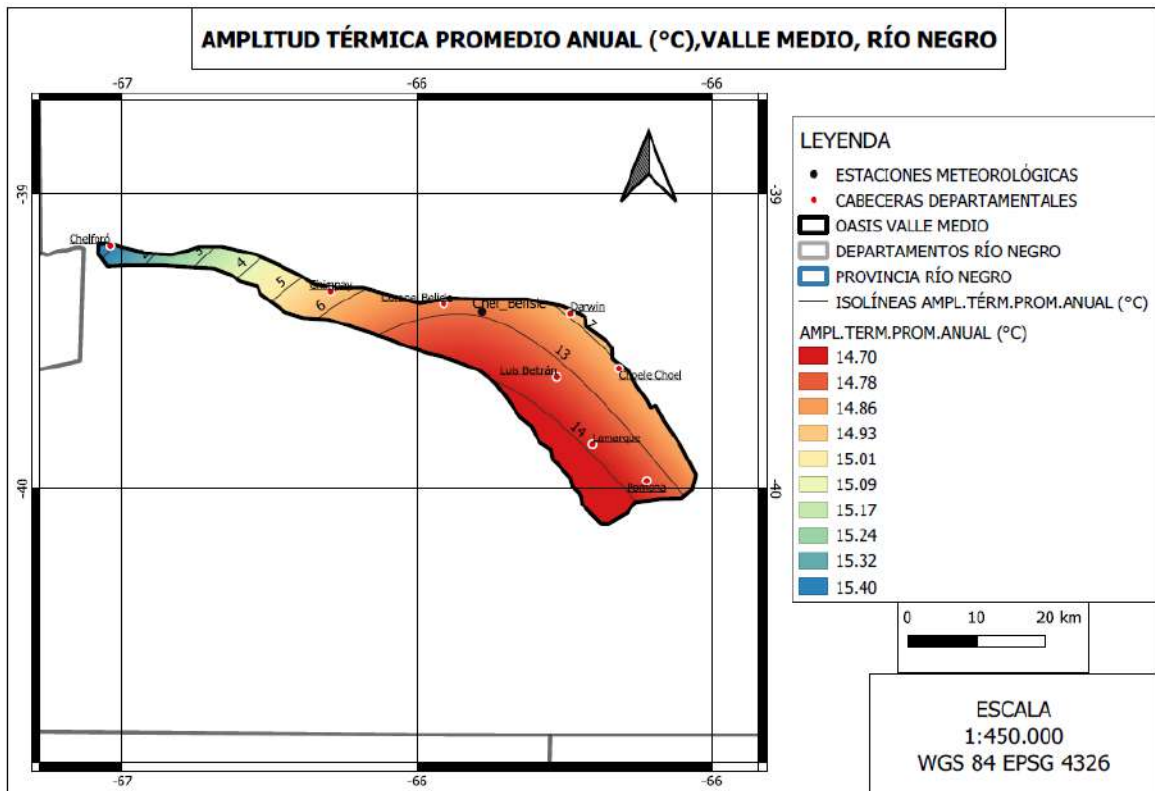 AMPLITUD TÉRMICA PROMEDIO ANUAL (°C),VALLE MEDIO, RÍO NEGRO
-67
-66
-66
-39
-39
Chelforó
2
3
4
5
6
Chimpay
Coronel Belisle
Chel_Belisle
Darwin
7
13
Luis Beltrán
Choele Choel
14
Lamarque
Pomona
-40
-40
-67
-66
-66
LEYENDA
ESTACIONES METEOROLÓGICAS
CABECERAS DEPARTAMENTALES
OASIS VALLE MEDIO
DEPARTAMENTOS RÍO NEGRO
PROVINCIA RÍO NEGRO
ISOLÍNEAS AMPL.TÉRM.PROM.ANUAL (°C)
AMPL.TERM.PROM.ANUAL (°C)
14.70
14.78
14.86
14.93
15.01
15.09
15.17
15.24
15.32
15.40
0 10 20 km
ESCALA
1:450.000
WGS 84 EPSG 4326